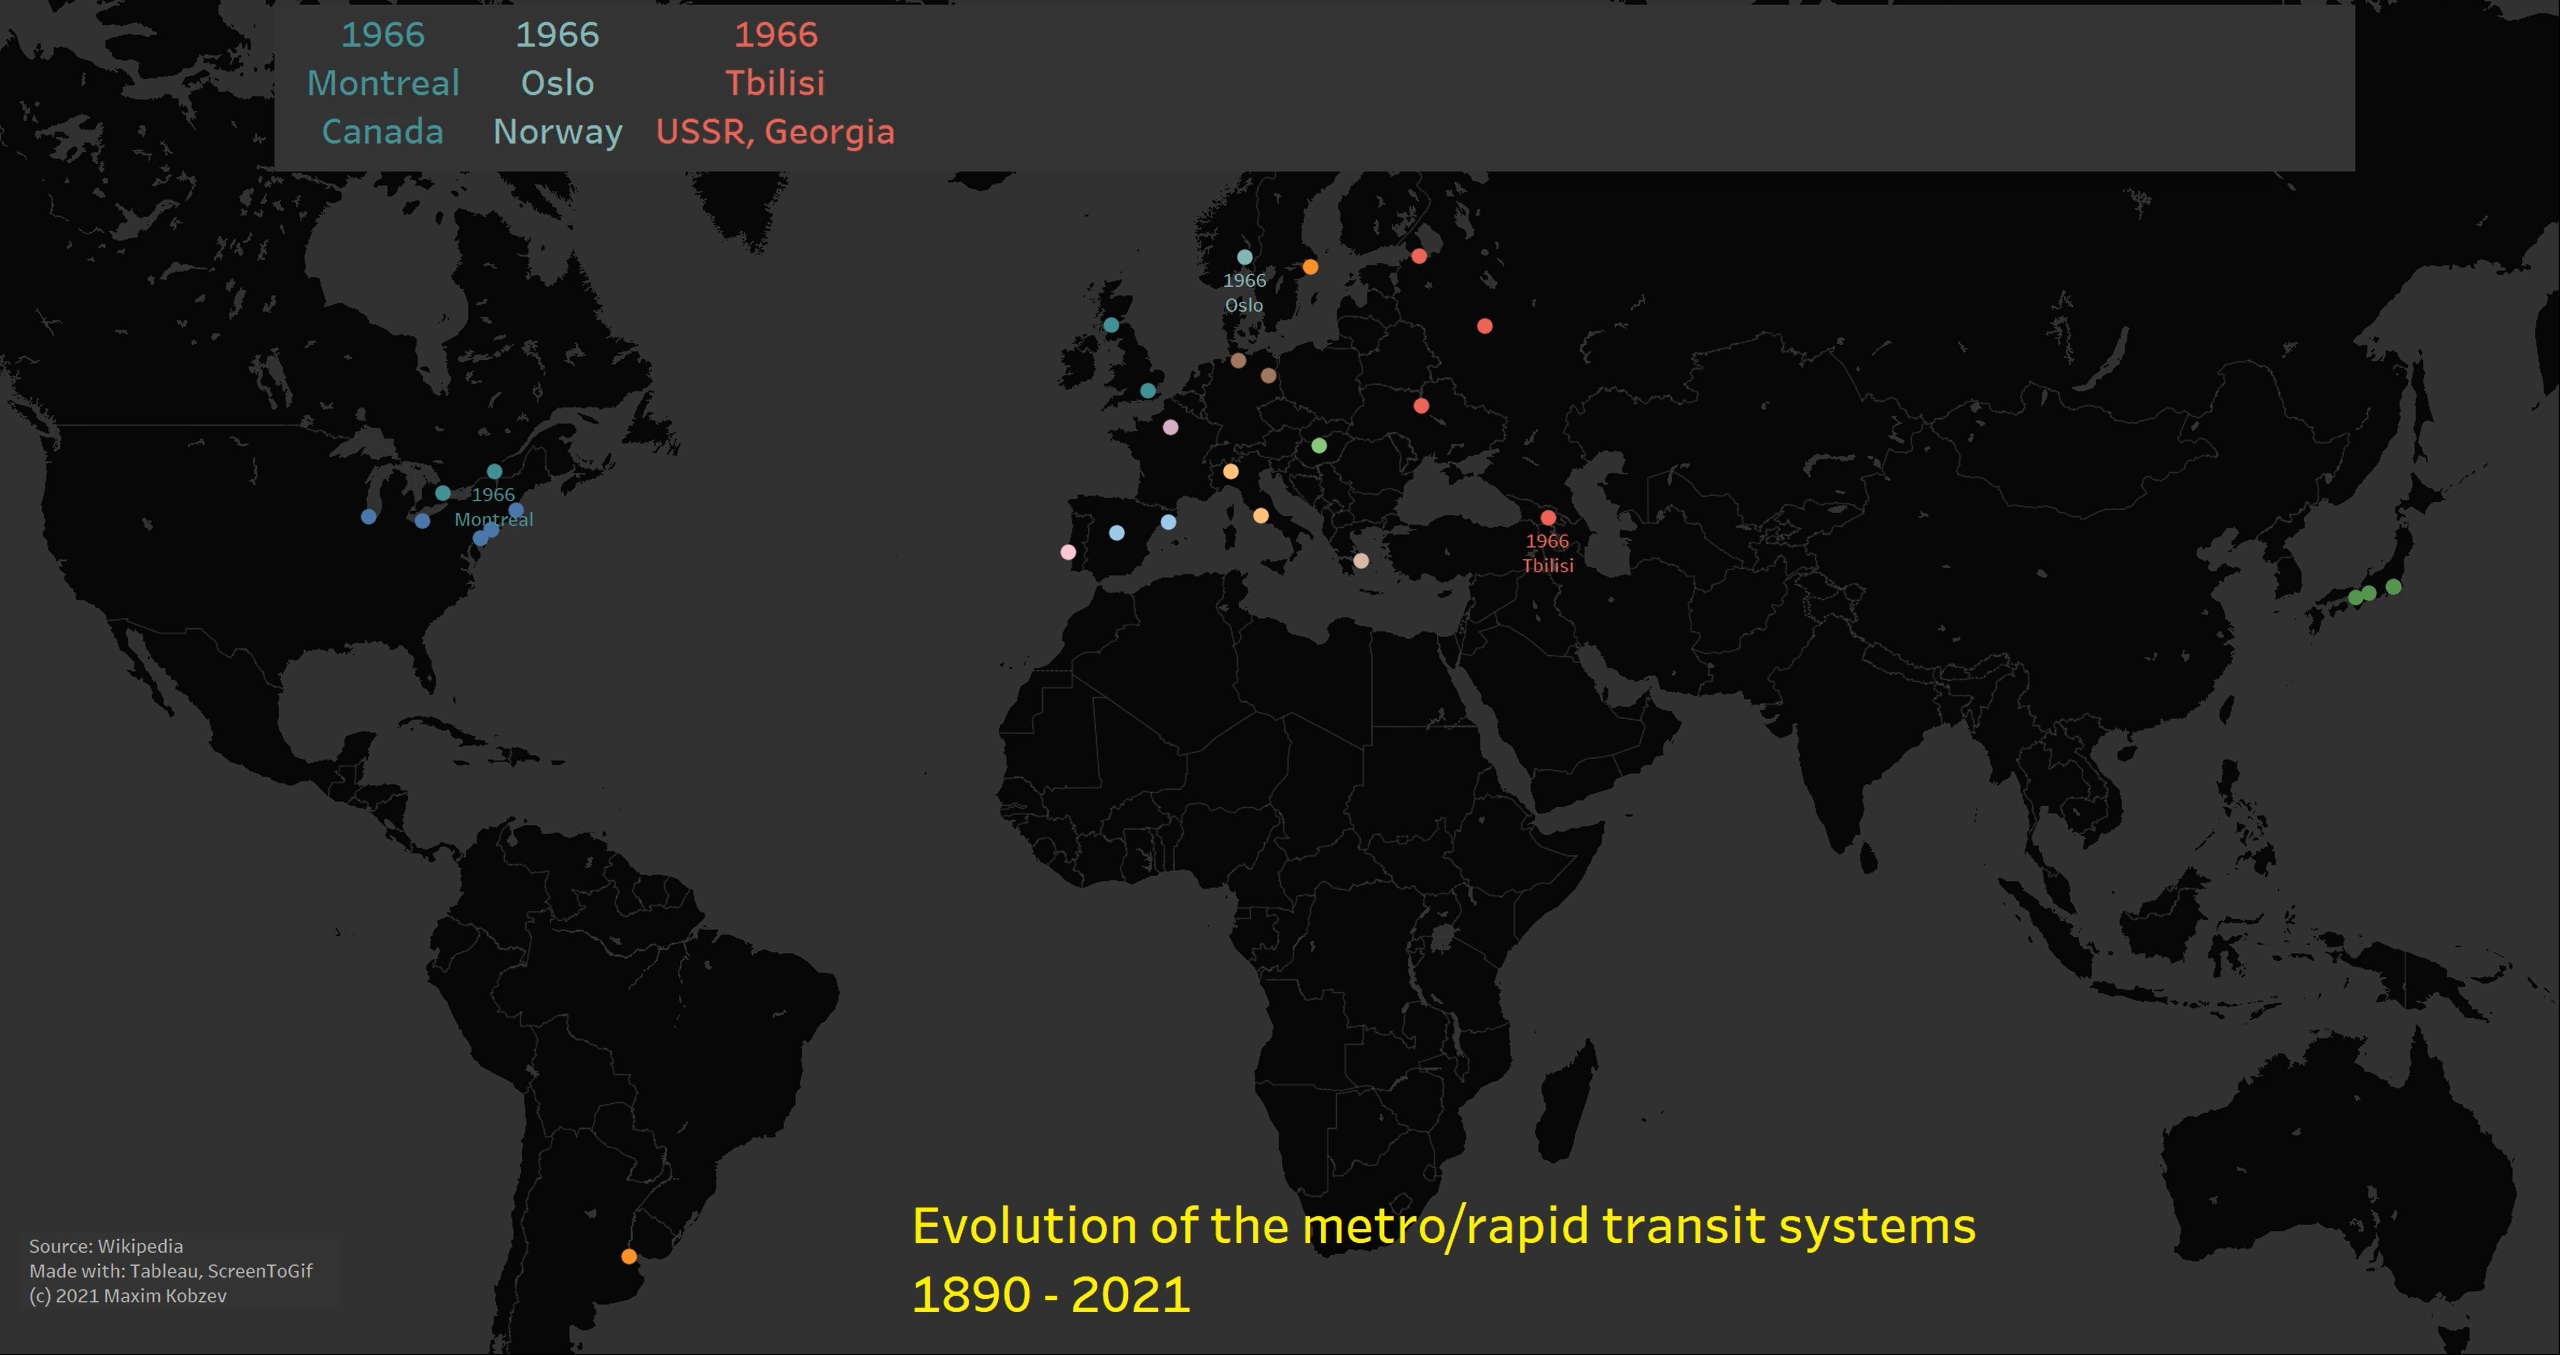 1966
Montreal
Canada
1966
Oslo
Norway
1966
Tbilisi
USSR, Georgia
1966
Oslo
1966
Montreal
1966
Tbilisi
Evolution of the metro/rapid transit systems
1890 - 2021
Source: Wikipedia
Made with: Tableau, ScreenToGif
(c) 2021 Maxim Kobzev